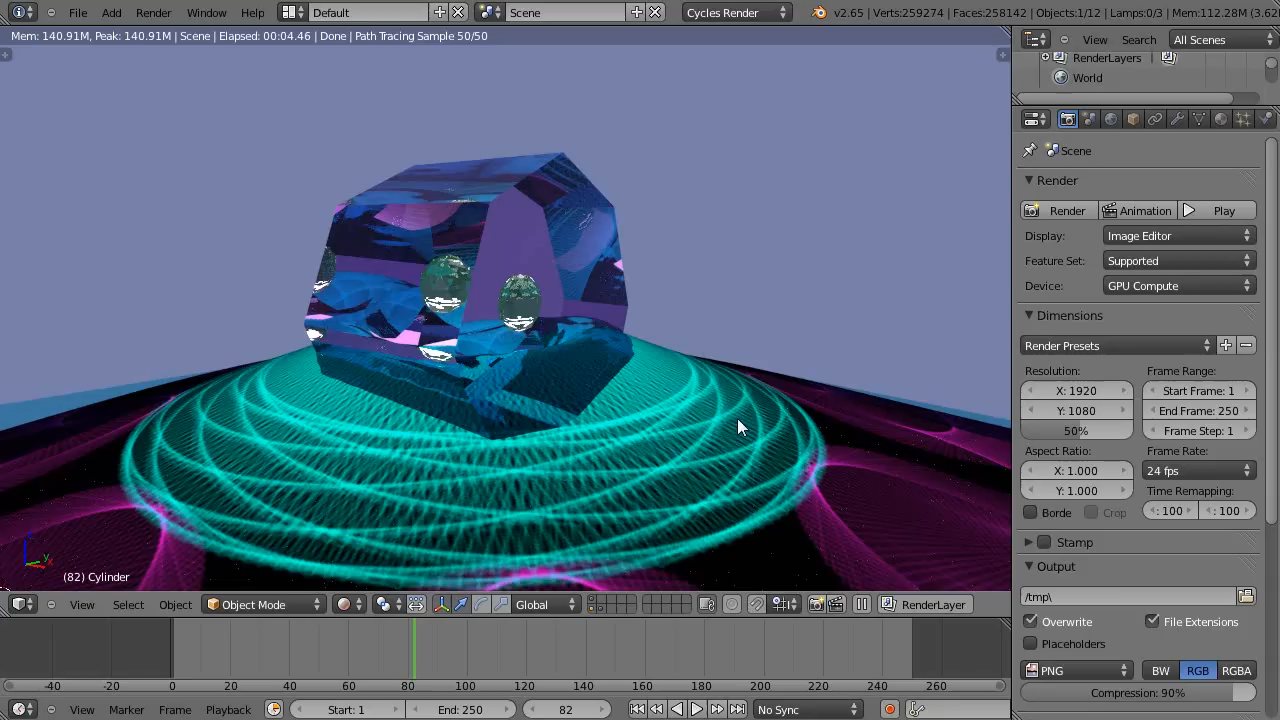 File Add Render Window Help Default Scene Cycles Render v2.65 | Verts:259274 | Faces:258142 | Objects:1/12 | Lamps:0/3 | Mem:112.28M
Mem: 140.91M, Peak: 140.91M | Scene | Elapsed: 00:04.46 | Done | Path Tracing Sample 50/50
View Search All Scenes
RenderLayers
World
Scene
Render
Render Animation Play
Display: Image Editor
Feature Set: Supported
Device: GPU Compute
Dimensions
Render Presets
Resolution: Frame Range:
X: 1920 Start Frame: 1
Y: 1080 End Frame: 250
50% Frame Step: 1
Aspect Ratio: Frame Rate:
X: 1.000 24 fps
Y: 1.000 Time Remapping:
Borde Crop : 100 : 100
Stamp
Output
/tmp\
Overwrite File Extensions
Placeholders
PNG BW RGB RGBA
Compression: 90%
(82) Cylinder
View Select Object Object Mode Global RenderLayer
-40 -20 0 20 40 60 80 100 120 140 160 180 200 220 240 260
View Marker Frame Playback Start: 1 End: 250 82 No Sync